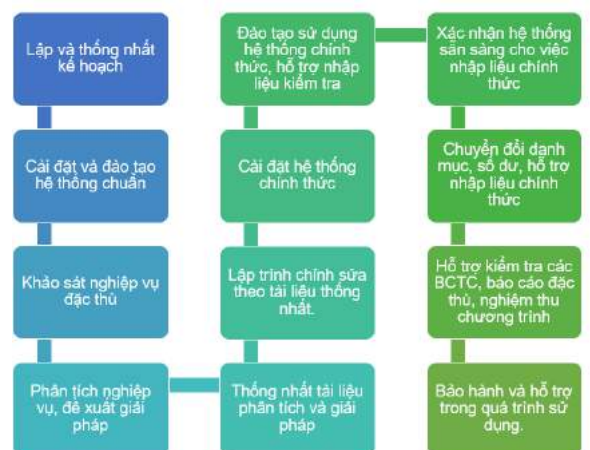 Lập và thống nhất
kế hoạch
Cài đặt và đào tạo
hệ thống chuẩn
Khảo sát nghiệp vụ
đặc thù
Phân tích nghiệp
vụ, đề xuất giải
pháp
Thống nhất tài liệu
phân tích và giải
pháp
Lập trình chỉnh sửa
theo tài liệu thống
nhất.
Cài đặt hệ thống
chính thức
Đào tạo sử dụng
hệ thống chính
thức, hỗ trợ nhập
liệu kiểm tra
Xác nhận hệ thống
sẵn sàng cho việc
nhập liệu chính
thức
Chuyển đổi danh
mục, số dư, hỗ trợ
nhập liệu chính
thức
Hỗ trợ kiểm tra các
BCTC, báo cáo đặc
thù, nghiệm thu
chương trình
Bảo hành và hỗ trợ
trong quá trình sử
dụng.